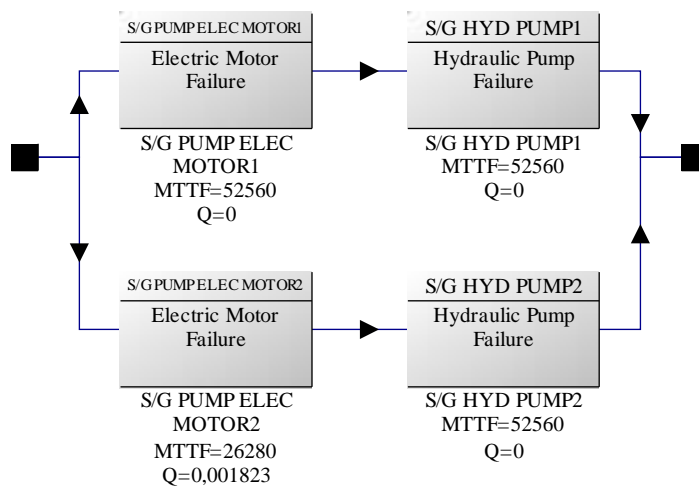 S/G PUMP ELEC MOTOR1
Electric Motor
Failure
S/G PUMP ELEC
MOTOR1
MTTF=52560
Q=0
S/G HYD PUMP1
Hydraulic Pump
Failure
S/G HYD PUMP1
MTTF=52560
Q=0
S/G PUMP ELEC MOTOR2
Electric Motor
Failure
S/G PUMP ELEC
MOTOR2
MTTF=26280
Q=0,001823
S/G HYD PUMP2
Hydraulic Pump
Failure
S/G HYD PUMP2
MTTF=52560
Q=0